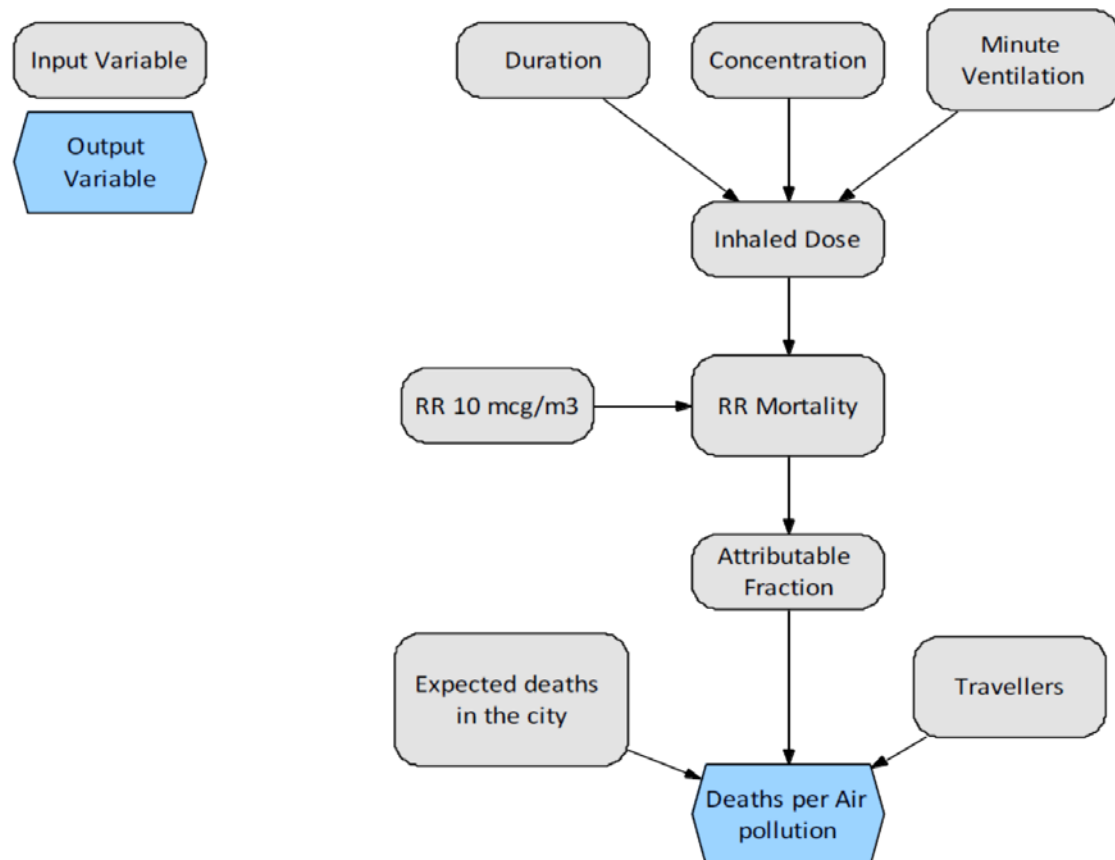 Input Variable
Output
Variable
Duration
Concentration
Minute
Ventilation
Inhaled Dose
RR 10 mcg/m3
RR Mortality
Attributable
Fraction
Expected deaths
in the city
Travellers
Deaths per Air
pollution